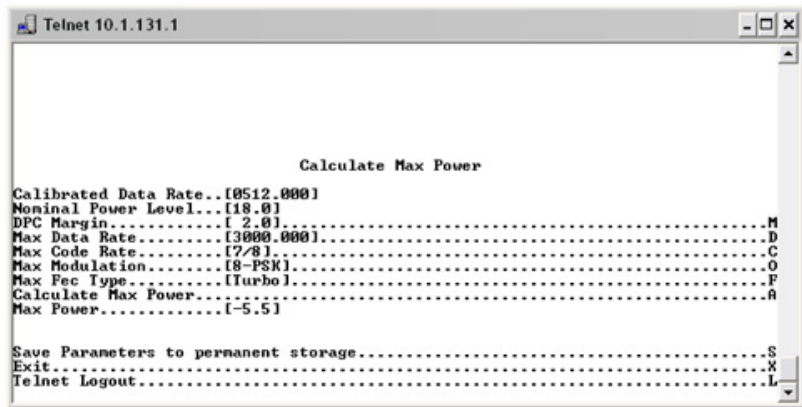 Telnet 10.1.131.1
Calculate Max Power
Calibrated Data Rate..[0512.000]
Nominal Power Level...[18.0]
DPC Margin............[ 2.0]..........................................................M
Max Data Rate.........[3000.000]......................................................D
Max Code Rate.........[7/8]...........................................................C
Max Modulation........[8-PSK].........................................................O
Max Fec Type..........[Turbo].........................................................F
Calculate Max Power...................................................................A
Max Power.............[-5.5]
Save Parameters to permanent storage..................................................S
Exit..................................................................................X
Telnet Logout.........................................................................L